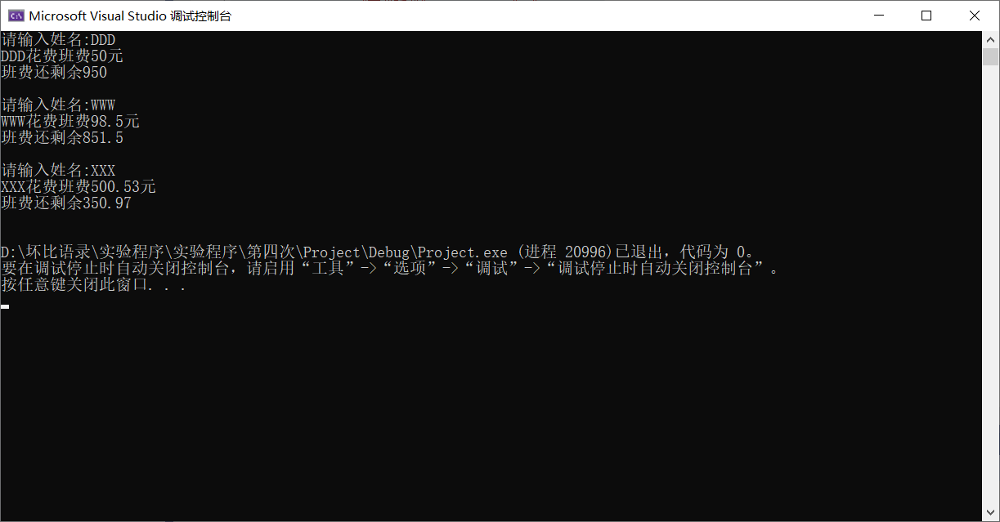 Microsoft Visual Studio 调试控制台
请输入姓名:DDD
DDD花费班费50元
班费还剩余950
请输入姓名:WWW
WWW花费班费98.5元
班费还剩余851.5
请输入姓名:XXX
XXX花费班费500.53元
班费还剩余350.97
D:\坏比语录\实验程序\实验程序\第四次\Project\Debug\Project.exe (进程 20996)已退出，代码为 0。
要在调试停止时自动关闭控制台，请启用“工具”->“选项”->“调试”->“调试停止时自动关闭控制台”。
按任意键关闭此窗口. . .